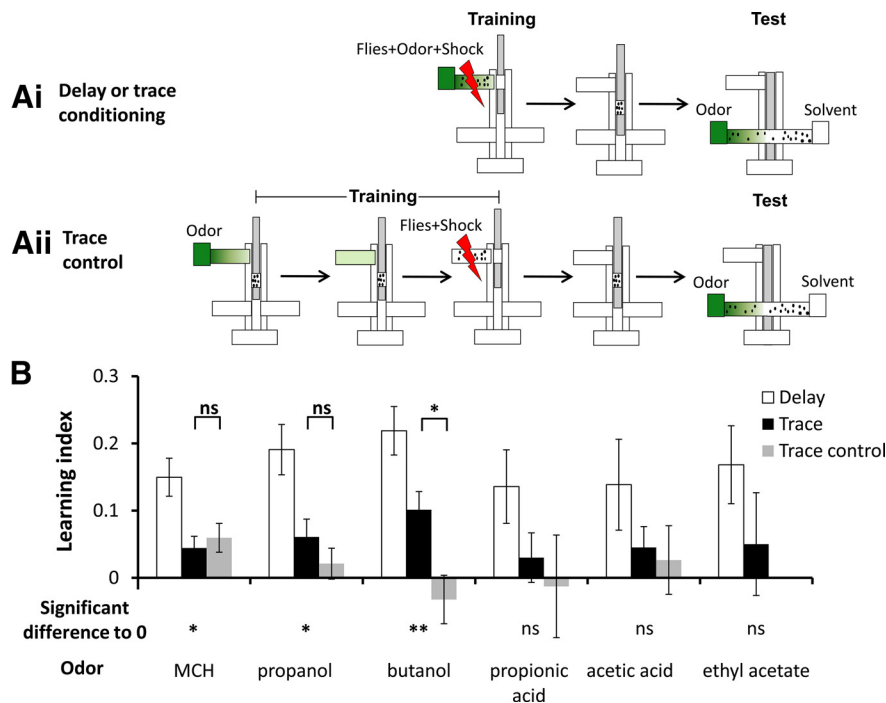 Training
Test
Flies+Odor+Shock
Ai Delay or trace
conditioning
Odor
Solvent
Training
Test
Odor
Flies+Shock
Aii Trace
control
Odor
Solvent
B
0.3
0.2
0.1
0
Learning index
ns
ns
*
Delay
Trace
Trace control
Significant
difference to 0
* * ** ns ns ns
Odor
MCH propanol butanol propionic acetic acid ethyl acetate
acid